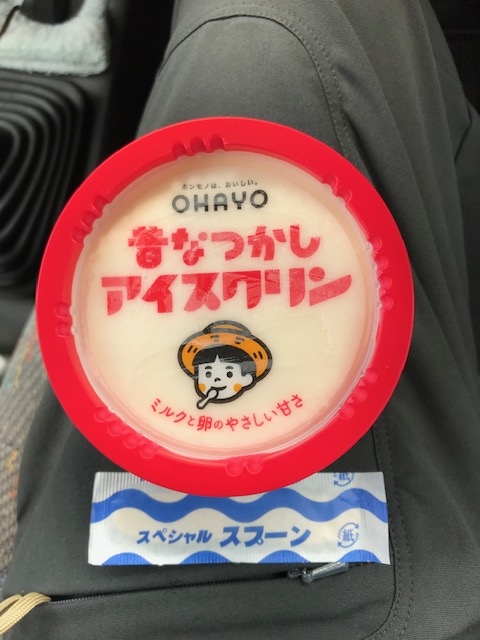 ホンモノは、おいしい。
OHAYO
昔なつかし
アイスクリン
ミルクと卵のやさしい甘さ
スペシャル スプーン
紙
紙